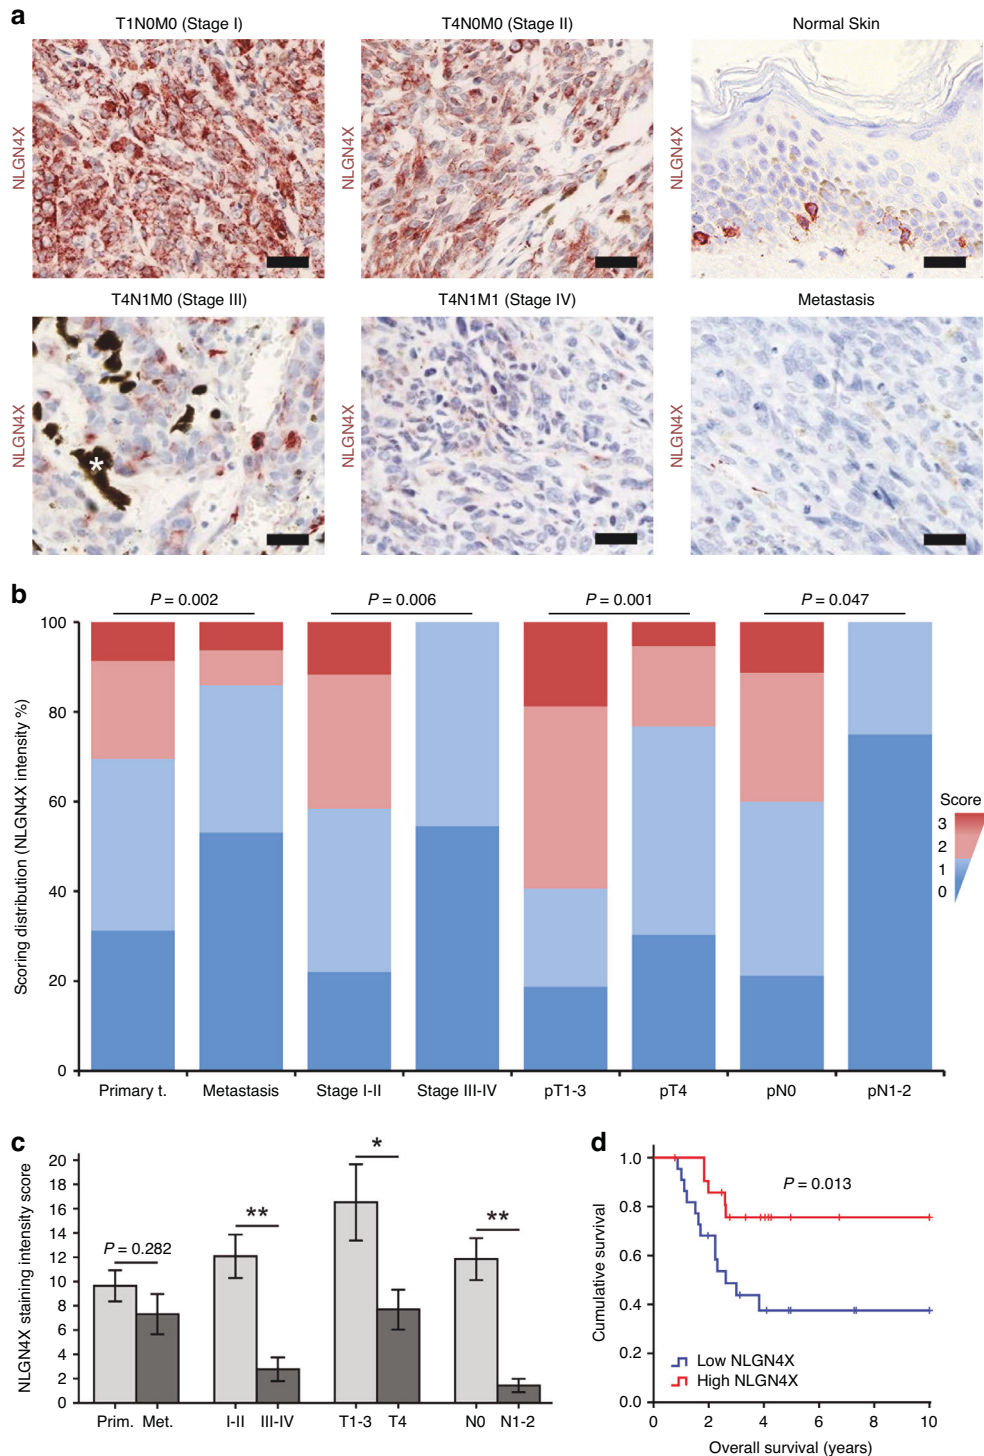 a
T1N0M0 (Stage I)
T4N0M0 (Stage II)
Normal Skin
NLGN4X
NLGN4X
NLGN4X
T4N1M0 (Stage III)
T4N1M1 (Stage IV)
Metastasis
NLGN4X
*
NLGN4X
NLGN4X
b
P = 0.002
P = 0.006
P = 0.001
P = 0.047
Scoring distribution (NLGN4X intensity %)
100
80
60
40
20
0
Primary t.
Metastasis
Stage I-II
Stage III-IV
pT1-3
pT4
pN0
pN1-2
Score
3
2
1
0
c
NLGN4X staining intensity score
20
18
16
14
12
10
8
6
4
2
0
P = 0.282
**
*
**
Prim.
Met.
I-II
III-IV
T1-3
T4
N0
N1-2
d
Cumulative survival
1.0
0.8
0.6
0.4
0.2
0.0
P = 0.013
Low NLGN4X
High NLGN4X
0
2
4
6
8
10
Overall survival (years)